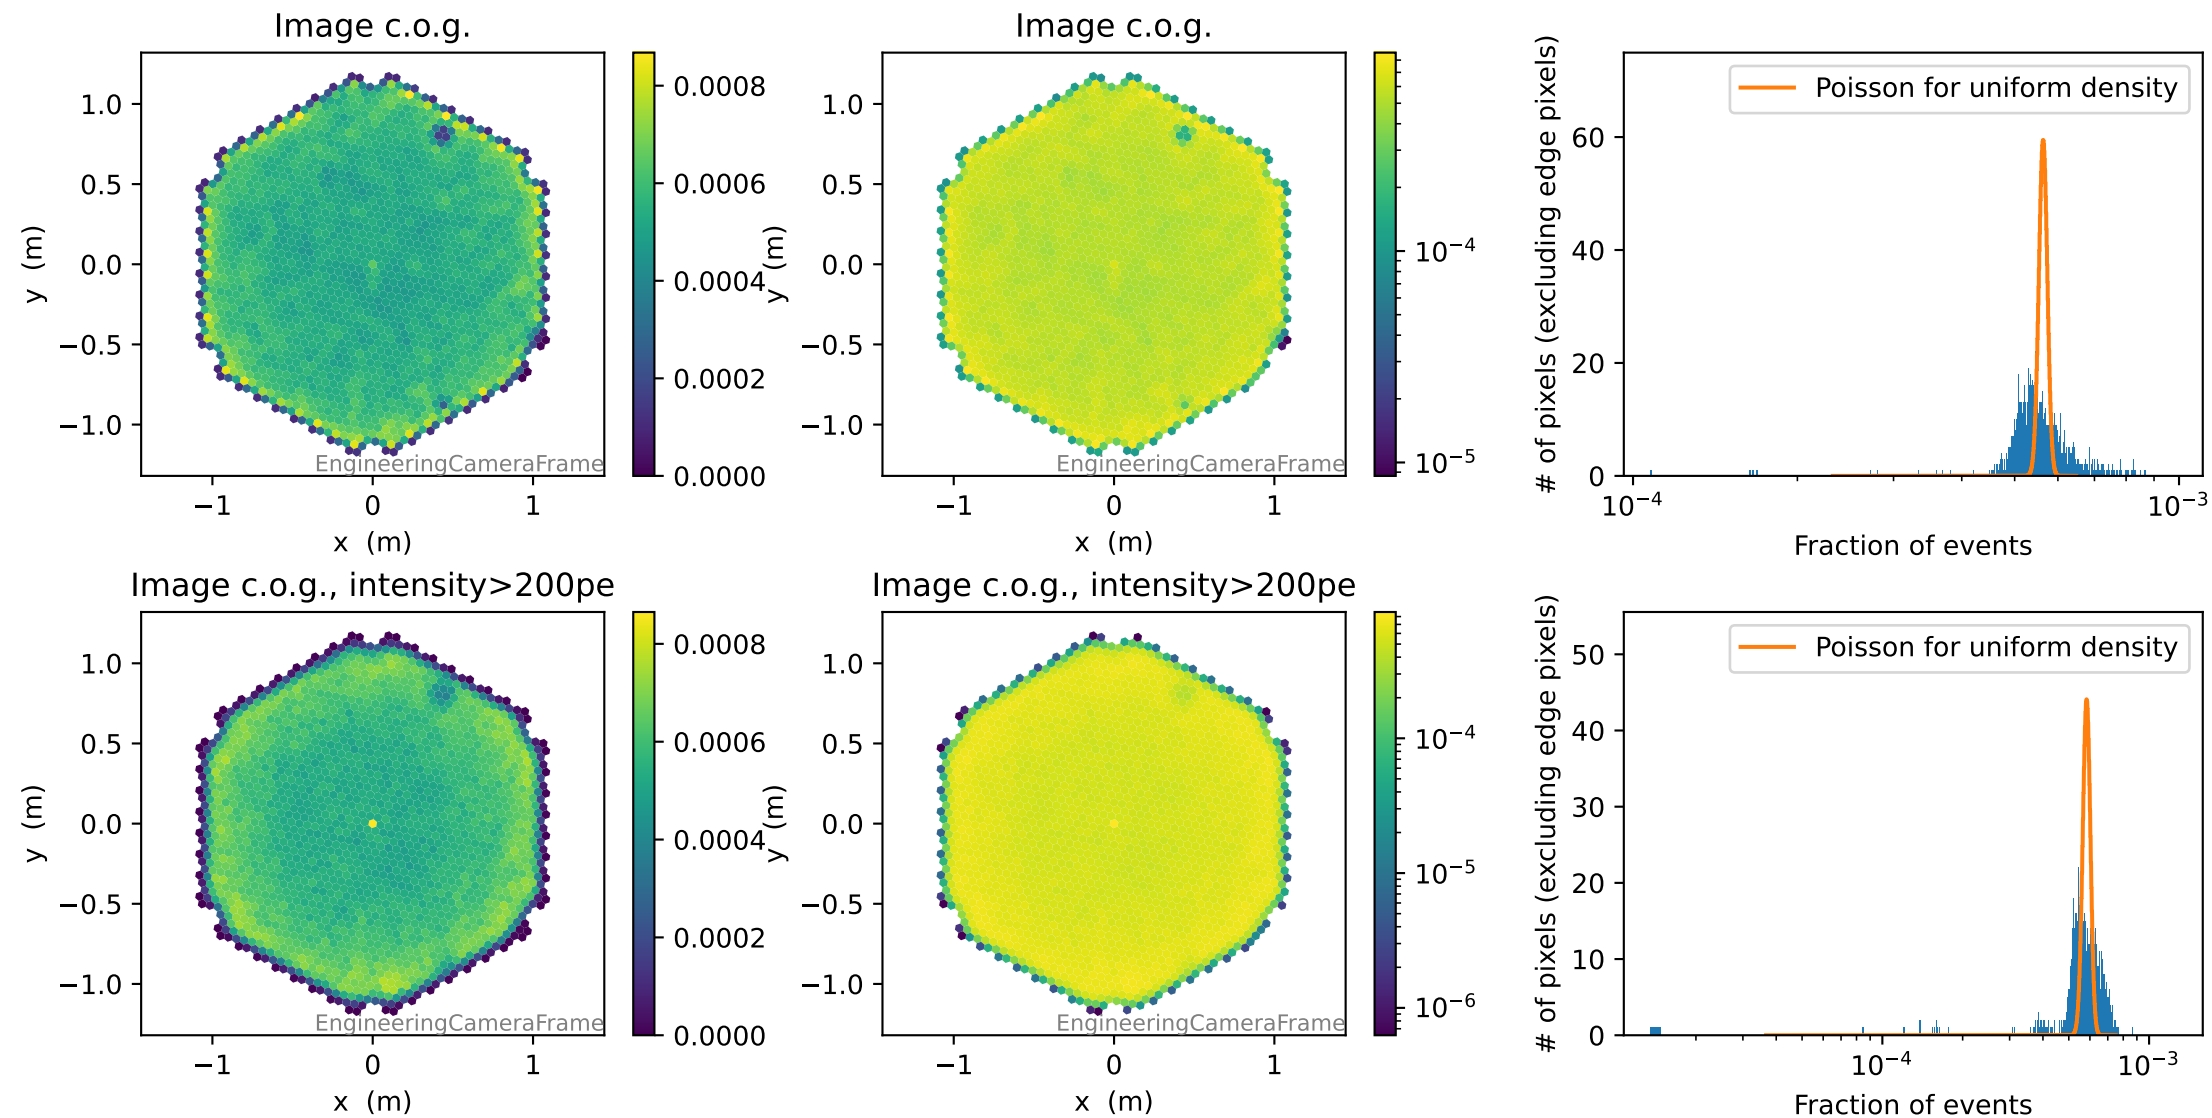 Image c.o.g.
1.0
0.5
0.0
−0.5
−1.0
y (m)
−1 0 1
x (m)
EngineeringCameraFrame
0.0008
0.0006
0.0004
0.0002
0.0000
Image c.o.g.
1.0
0.5
0.0
−0.5
−1.0
y (m)
−1 0 1
x (m)
EngineeringCameraFrame
10⁻⁴
10⁻⁵
Poisson for uniform density
# of pixels (excluding edge pixels)
60
40
20
0
10⁻⁴ 10⁻³
Fraction of events
Image c.o.g., intensity>200pe
1.0
0.5
0.0
−0.5
−1.0
y (m)
−1 0 1
x (m)
EngineeringCameraFrame
0.0008
0.0006
0.0004
0.0002
0.0000
Image c.o.g., intensity>200pe
1.0
0.5
0.0
−0.5
−1.0
y (m)
−1 0 1
x (m)
EngineeringCameraFrame
10⁻⁴
10⁻⁵
10⁻⁶
Poisson for uniform density
# of pixels (excluding edge pixels)
50
40
30
20
10
0
10⁻⁴ 10⁻³
Fraction of events